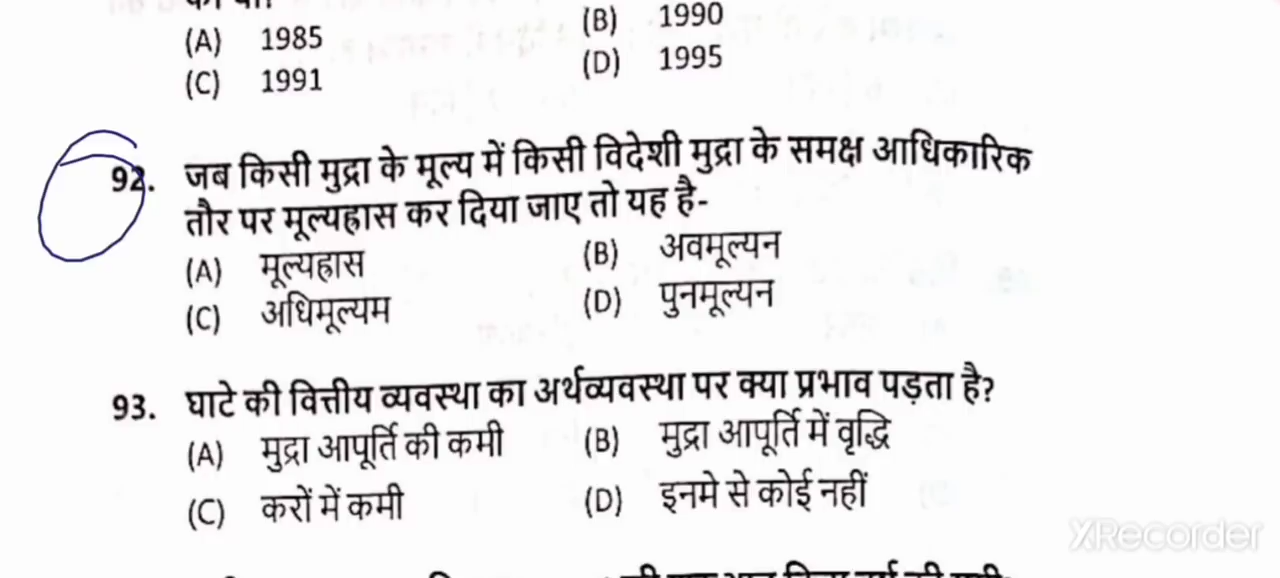 (A) 1985 (B) 1990
(C) 1991 (D) 1995
92. जब किसी मुद्रा के मूल्य में किसी विदेशी मुद्रा के समक्ष आधिकारिक
तौर पर मूल्यह्रास कर दिया जाए तो यह है-
(A) मूल्यह्रास (B) अवमूल्यन
(C) अधिमूल्यम (D) पुनमूल्यन
93. घाटे की वित्तीय व्यवस्था का अर्थव्यवस्था पर क्या प्रभाव पड़ता है?
(A) मुद्रा आपूर्ति की कमी (B) मुद्रा आपूर्ति में वृद्धि
(C) करों में कमी (D) इनमे से कोई नहीं
XRecorder